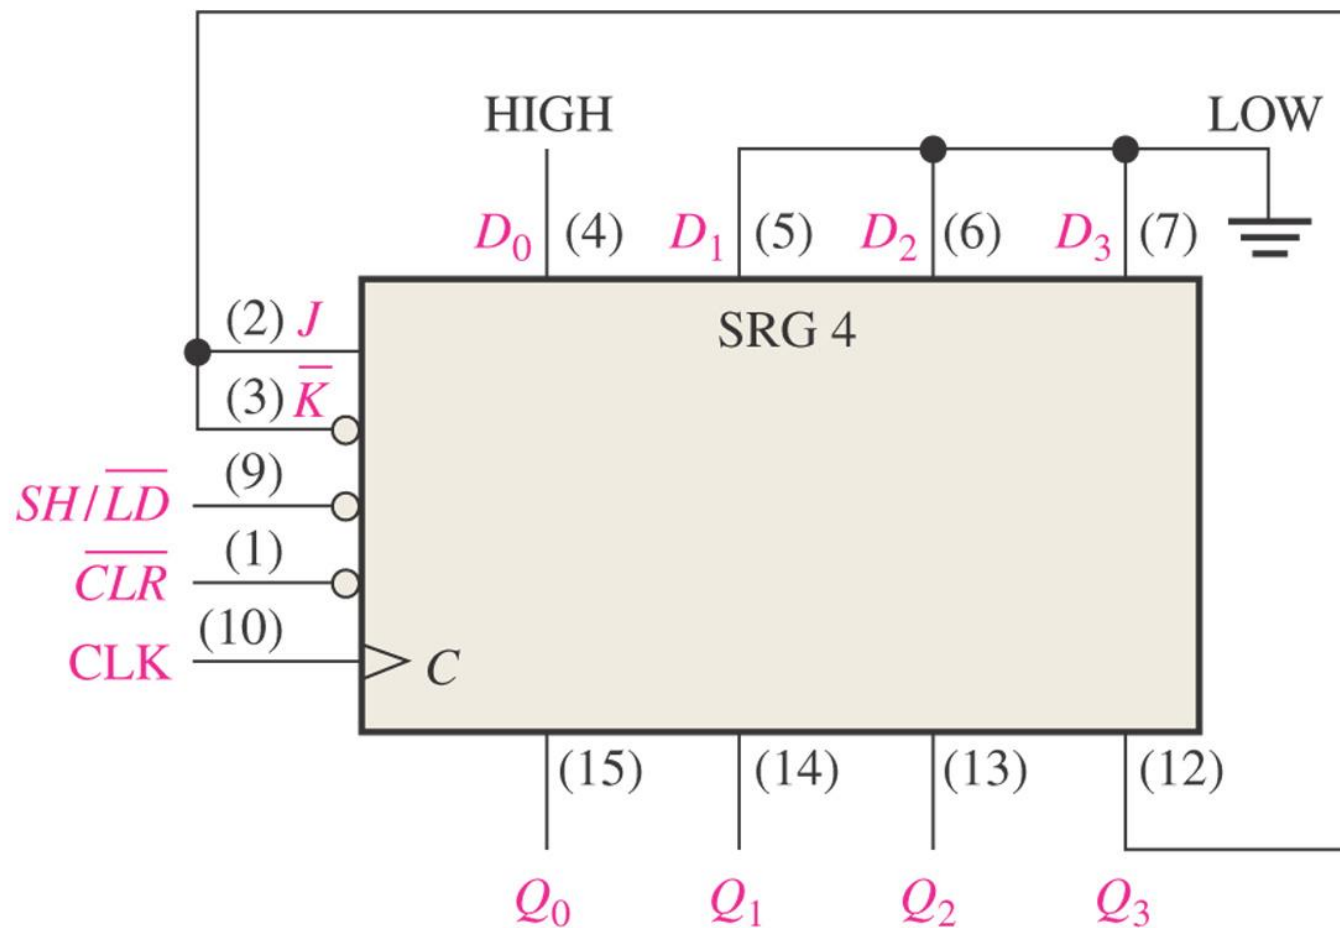 HIGH LOW
D₀ (4) D₁ (5) D₂ (6) D₃ (7)
SRG 4
(2) J
(3) K̅
(9)
SH/L̅D̅
(1)
C̅L̅R̅
(10)
CLK C
(15) (14) (13) (12)
Q₀ Q₁ Q₂ Q₃